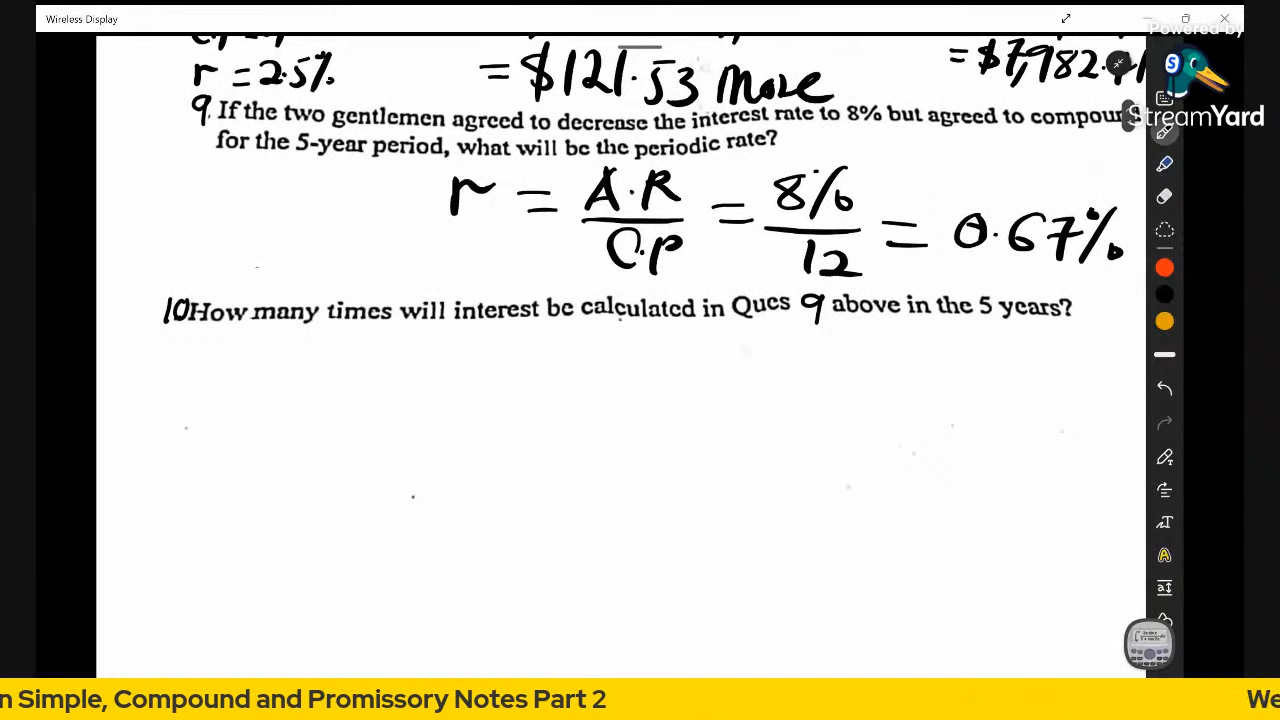 Wireless Display
Powered by
StreamYard
r = 2.5%
= $121.53 more
= $7,982.
9. If the two gentlemen agreed to decrease the interest rate to 8% but agreed to compoun
for the 5-year period, what will be the periodic rate?
r = A.R / C.P = 8% / 12 = 0.67%
10 How many times will interest be calculated in Ques 9 above in the 5 years?
n Simple, Compound and Promissory Notes Part 2
We